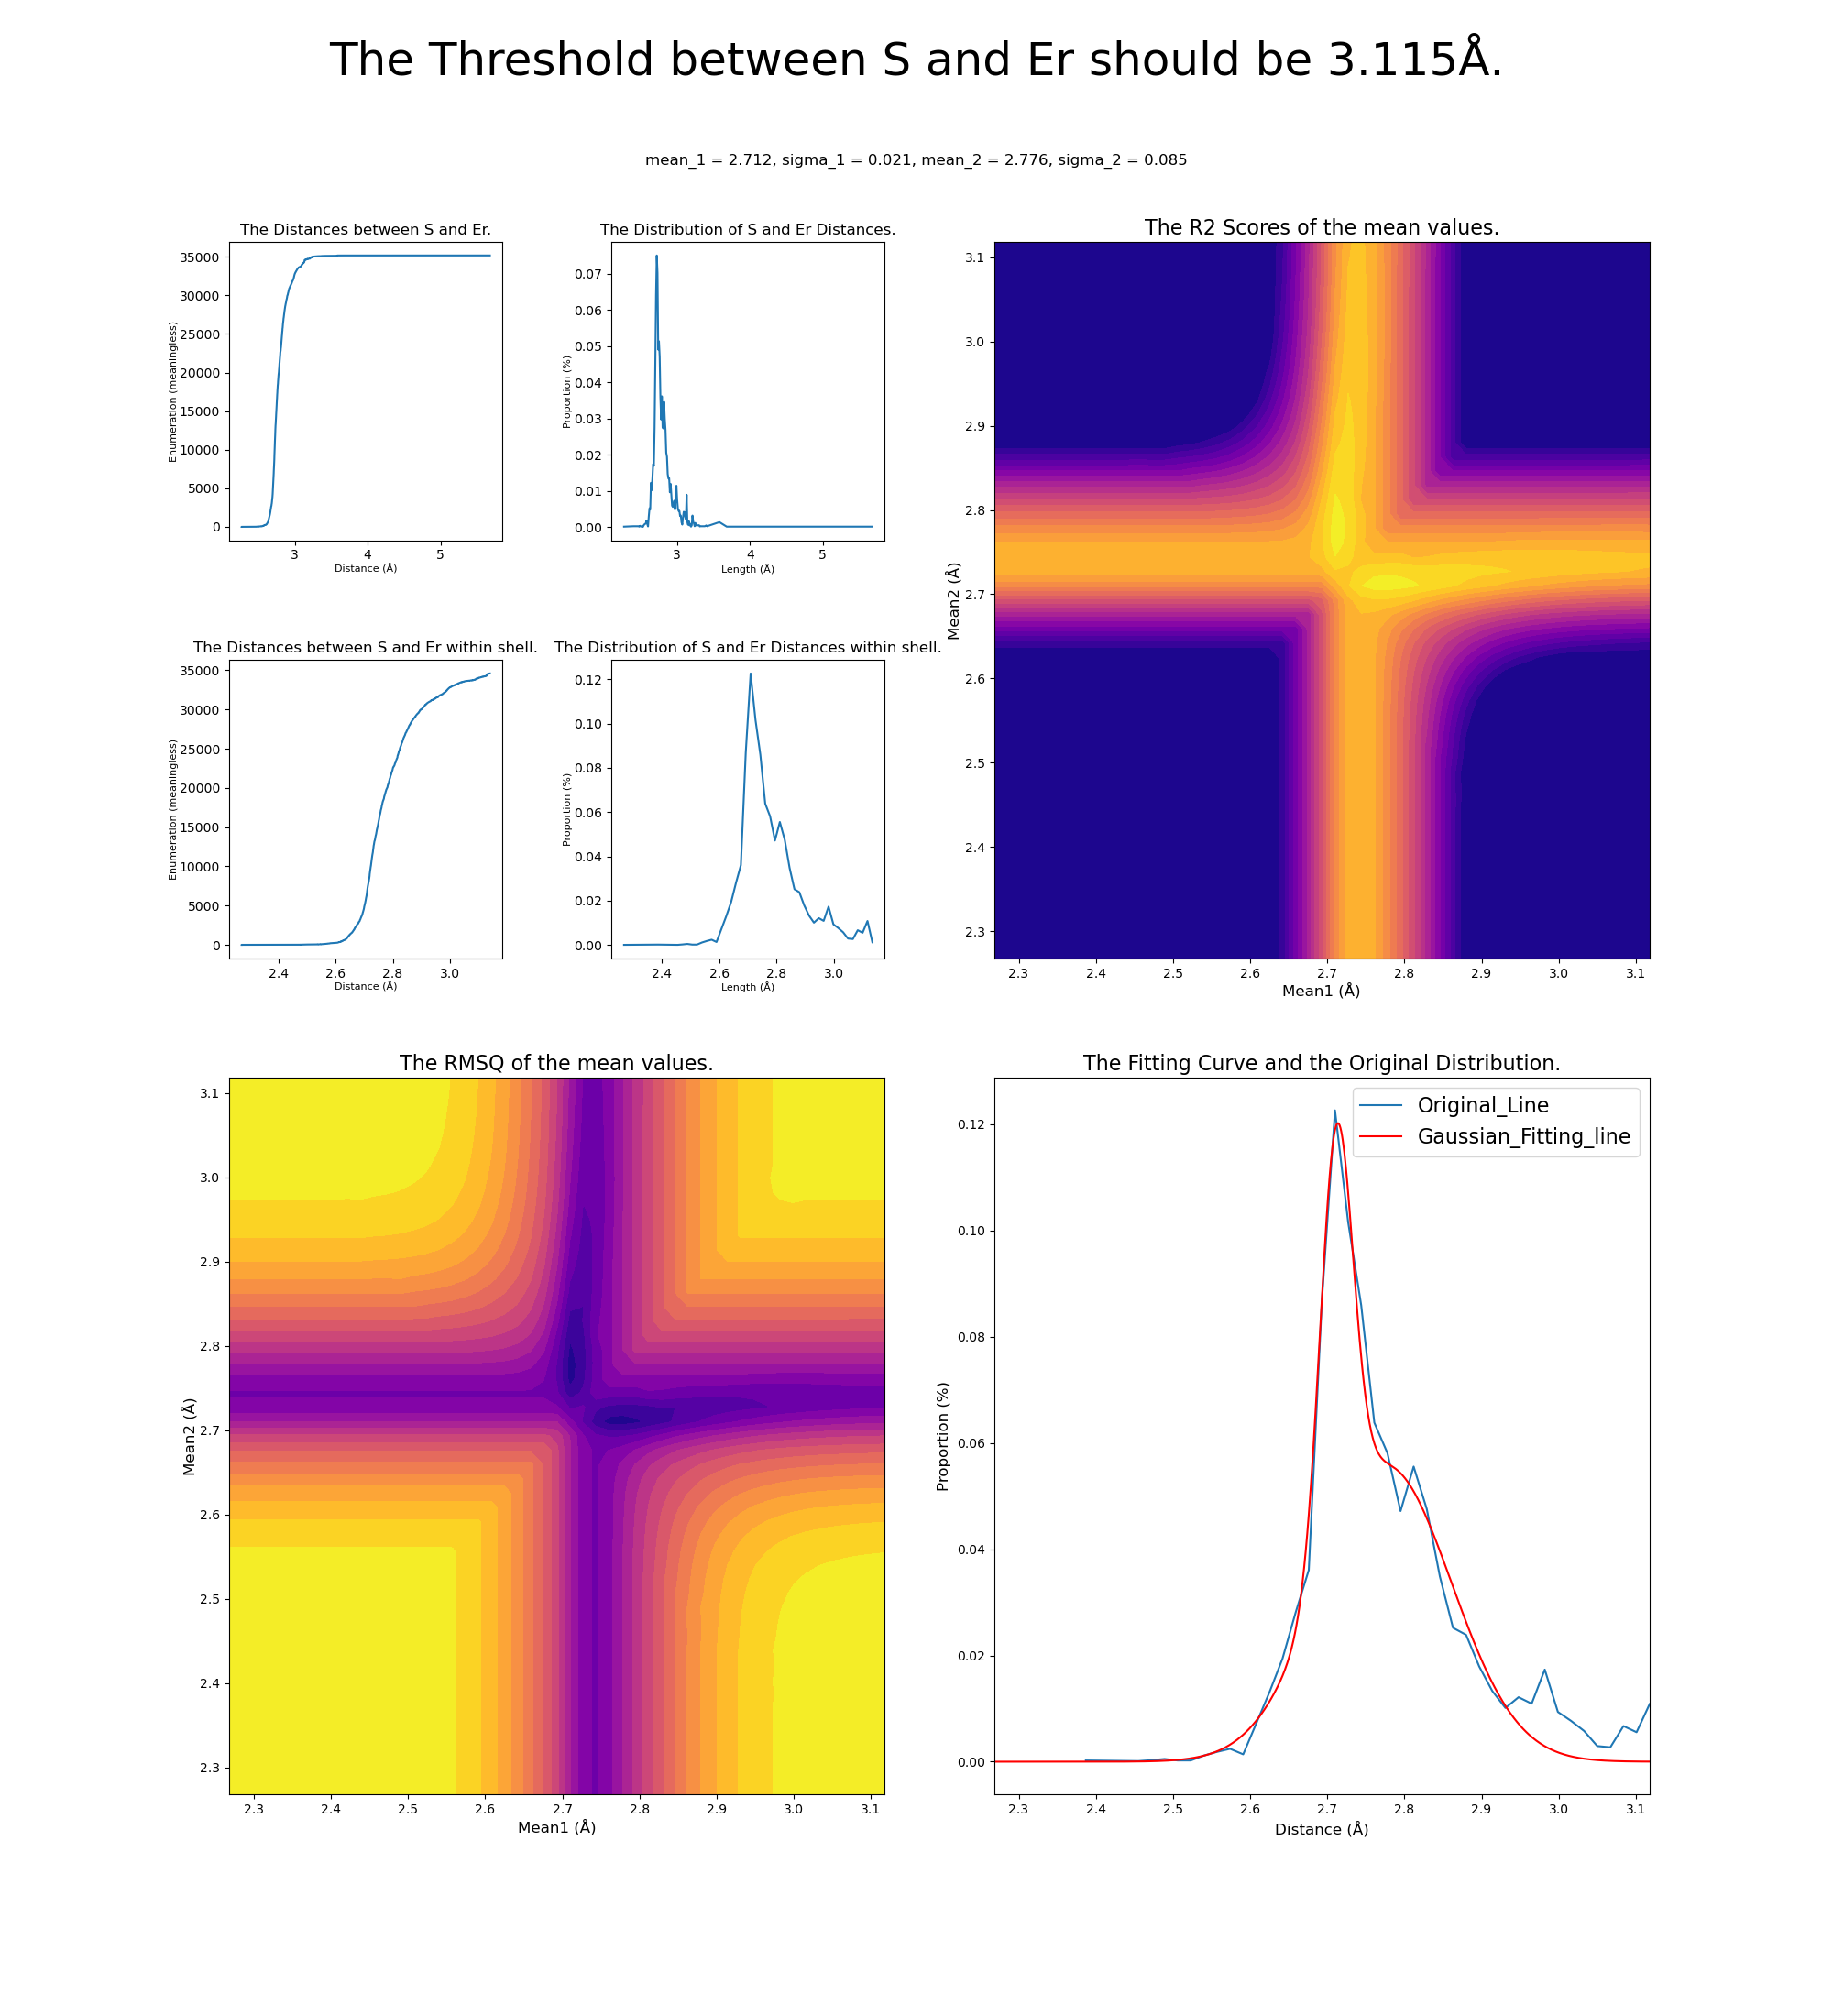 The Threshold between S and Er should be 3.115Å.
mean_1 = 2.712, sigma_1 = 0.021, mean_2 = 2.776, sigma_2 = 0.085
The Distances between S and Er.
35000
30000
25000
20000
15000
10000
5000
0
Enumeration (meaningless)
3 4 5
Distance (Å)
The Distribution of S and Er Distances.
0.07
0.06
0.05
0.04
0.03
0.02
0.01
0.00
Proportion (%)
3 4 5
Length (Å)
The R2 Scores of the mean values.
3.1
3.0
2.9
2.8
2.7
2.6
2.5
2.4
2.3
Mean2 (Å)
2.3 2.4 2.5 2.6 2.7 2.8 2.9 3.0 3.1
Mean1 (Å)
The Distances between S and Er within shell.
35000
30000
25000
20000
15000
10000
5000
0
Enumeration (meaningless)
2.4 2.6 2.8 3.0
Distance (Å)
The Distribution of S and Er Distances within shell.
0.12
0.10
0.08
0.06
0.04
0.02
0.00
Proportion (%)
2.4 2.6 2.8 3.0
Length (Å)
The RMSQ of the mean values.
3.1
3.0
2.9
2.8
2.7
2.6
2.5
2.4
2.3
Mean2 (Å)
2.3 2.4 2.5 2.6 2.7 2.8 2.9 3.0 3.1
Mean1 (Å)
The Fitting Curve and the Original Distribution.
Original_Line
Gaussian_Fitting_line
0.12
0.10
0.08
0.06
0.04
0.02
0.00
Proportion (%)
2.3 2.4 2.5 2.6 2.7 2.8 2.9 3.0 3.1
Distance (Å)